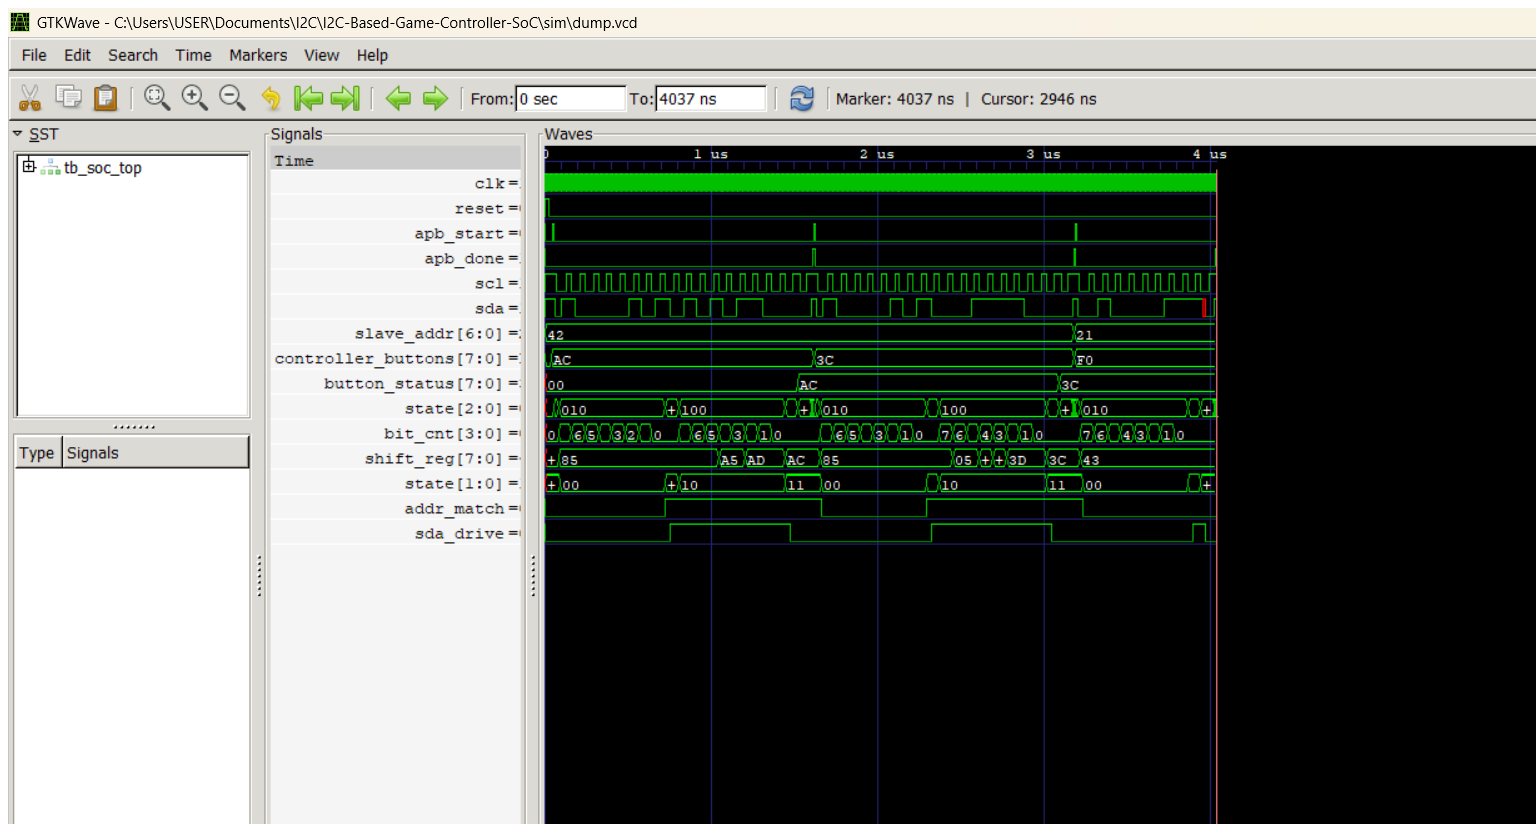 GTKWave - C:\Users\USER\Documents\I2C\I2C-Based-Game-Controller-SoC\sim\dump.vcd
File Edit Search Time Markers View Help
From: 0 sec To: 4037 ns Marker: 4037 ns | Cursor: 2946 ns
SST
tb_soc_top
Type Signals
Signals
Time
clk =
reset =
apb_start =
apb_done =
scl =
sda =
slave_addr[6:0] =
controller_buttons[7:0] =
button_status[7:0] =
state[2:0] =
bit_cnt[3:0] =
shift_reg[7:0] =
state[1:0] =
addr_match =
sda_drive =
Waves
0 1 us 2 us 3 us 4 us
42 21
AC 3C F0
00 AC 3C
010 + 100 + 010 100 + 010 +
0 6 5 3 2 0 6 5 3 1 0 6 5 3 1 0 7 6 4 3 1 0 7 6 4 3 1 0
+ 85 A5 AD AC 85 05 + + 3D 3C 43
+ 00 + 10 11 00 10 11 00 +